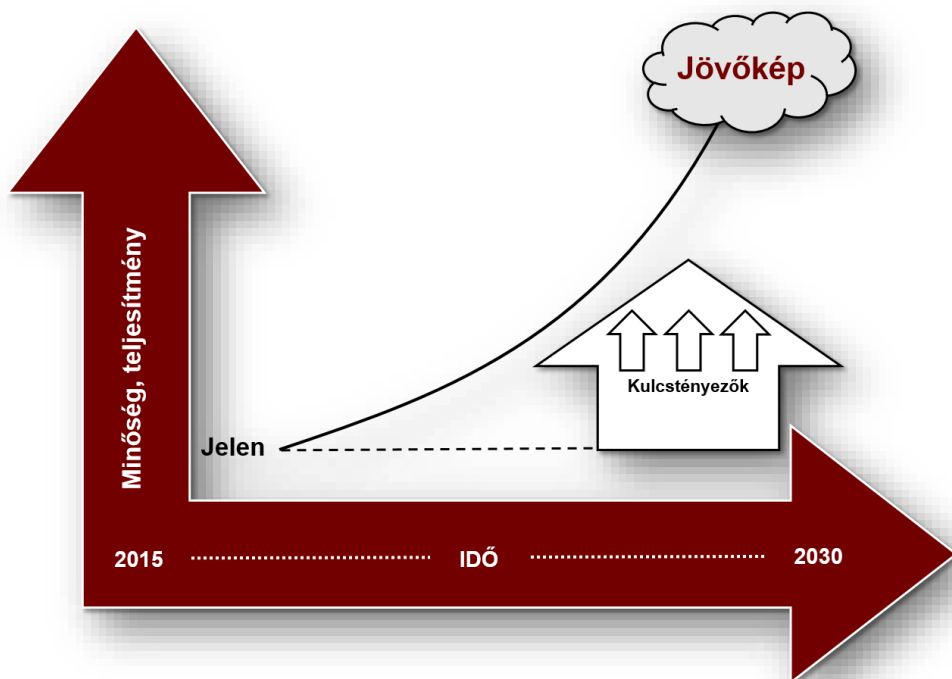 Jövőkép
Minőség, teljesítmény
Kulcstényezők
Jelen
2015 IDŐ 2030